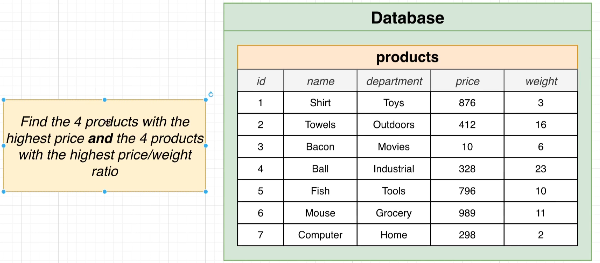 Database
products
id name department price weight
1 Shirt Toys 876 3
2 Towels Outdoors 412 16
3 Bacon Movies 10 6
4 Ball Industrial 328 23
5 Fish Tools 796 10
6 Mouse Grocery 989 11
7 Computer Home 298 2
Find the 4 products with the
highest price and the 4 products
with the highest price/weight
ratio